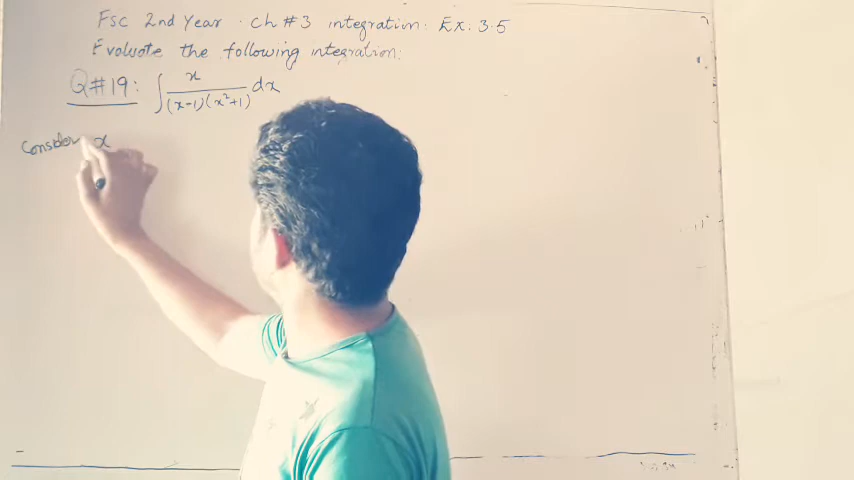 Fsc 2nd Year · Ch # 3 integration: Ex: 3.5
Evaluate the following integration:
Q#19: ∫ x / (x-1)(x²+1) dx
Consider x